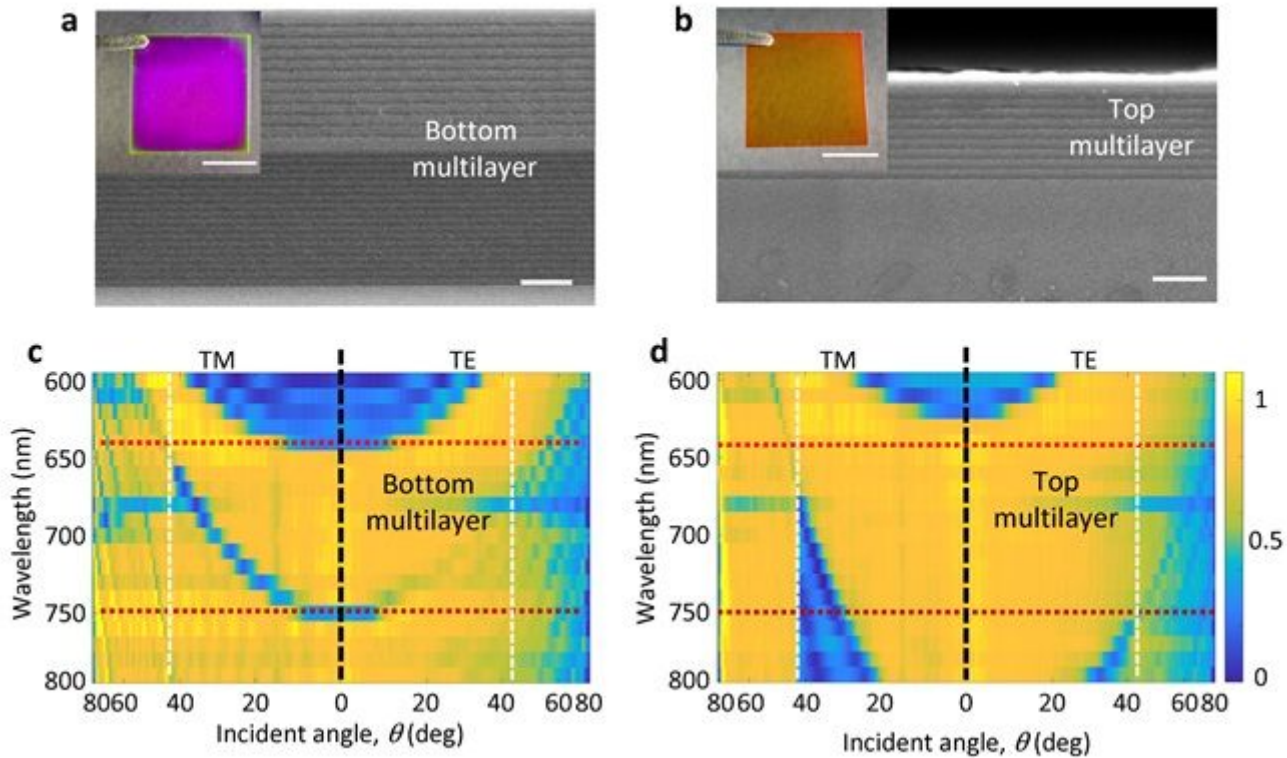 a
b
Bottom
multilayer
Top
multilayer
c
TM
TE
d
TM
TE
600
650
700
750
800
Wavelength (nm)
Bottom
multilayer
80 60 40 20 0 20 40 60 80
Incident angle, θ (deg)
600
650
700
750
800
Wavelength (nm)
Top
multilayer
80 60 40 20 0 20 40 60 80
Incident angle, θ (deg)
1
0.5
0